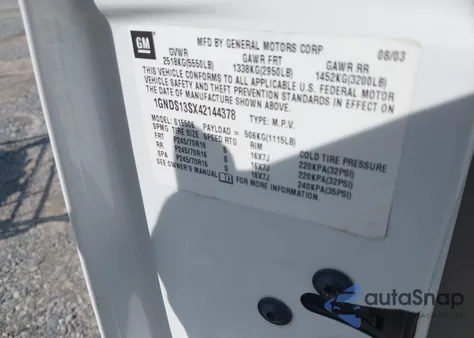 GM
MFD BY GENERAL MOTORS CORP 08/03
GVWR GAWR FRT GAWR RR
2518KG(5550LB) 1338KG(2950LB) 1452KG(3200LB)
THIS VEHICLE CONFORMS TO ALL APPLICABLE U.S. FEDERAL MOTOR
VEHICLE SAFETY AND THEFT PREVENTION STANDARDS IN EFFECT ON
THE DATE OF MANUFACTURE SHOWN ABOVE.
1GNDS13SX42144378 TYPE: M.P.V.
MODEL: S15506 PAYLOAD = 506KG(1115LB)
TIRE SIZE SPEED RTG RIM COLD TIRE PRESSURE
FRT P245/70R16 S 16X7J 220KPA(32PSI)
RR P245/70R16 S 16X7J 220KPA(32PSI)
SPA P245/70R16 S 16X7J 240KPA(35PSI)
SEE OWNER'S MANUAL FOR MORE INFORMATION.
autoSnap